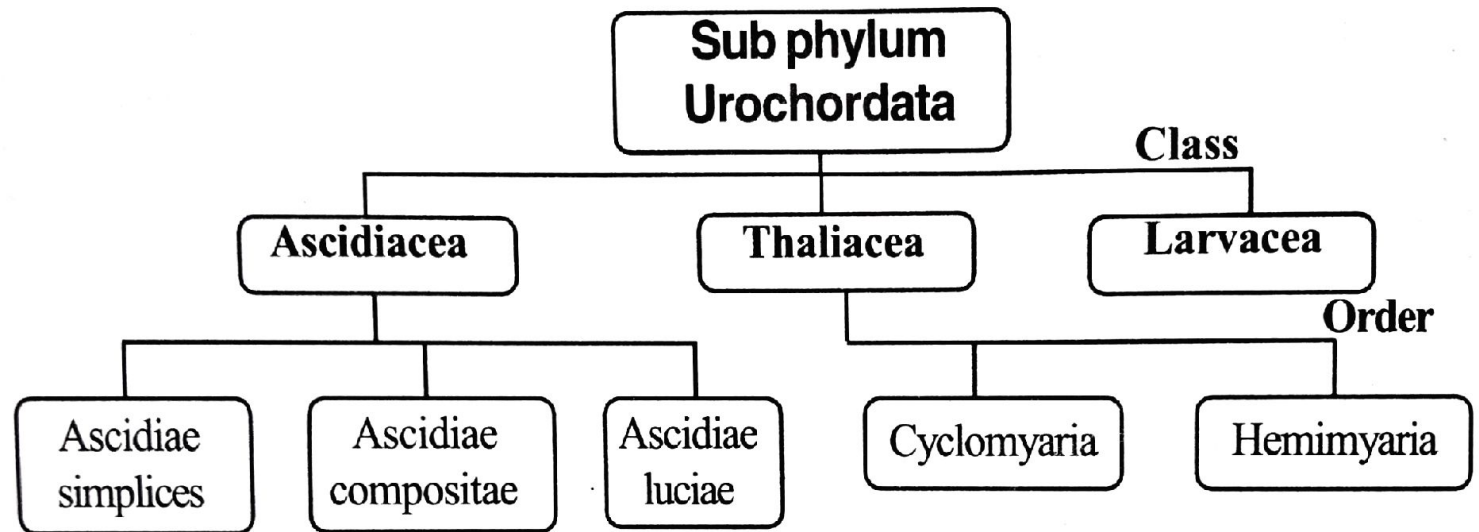 Sub phylum
Urochordata
Class
Ascidiacea
Thaliacea
Larvacea
Order
Ascidiae
simplices
Ascidiae
compositae
Ascidiae
luciae
Cyclomyaria
Hemimyaria